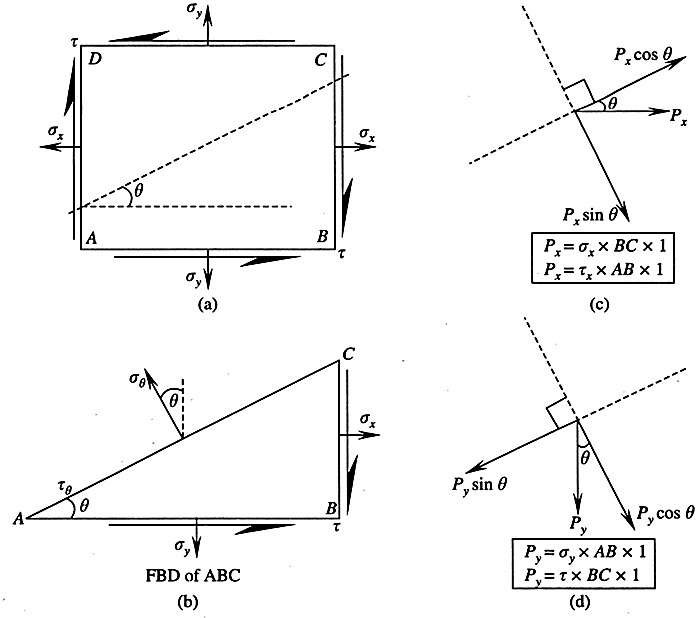 σy
τ
D
C
σx
σx
θ
A
B
τ
σy
(a)
Px cos θ
θ
Px
Px sin θ
Px = σx × BC × 1
Px = τx × AB × 1
(c)
C
σθ
θ
σx
τθ
θ
A
B
τ
σy
FBD of ABC
(b)
θ
Py sin θ
Py
Py cos θ
Py = σy × AB × 1
Py = τ × BC × 1
(d)